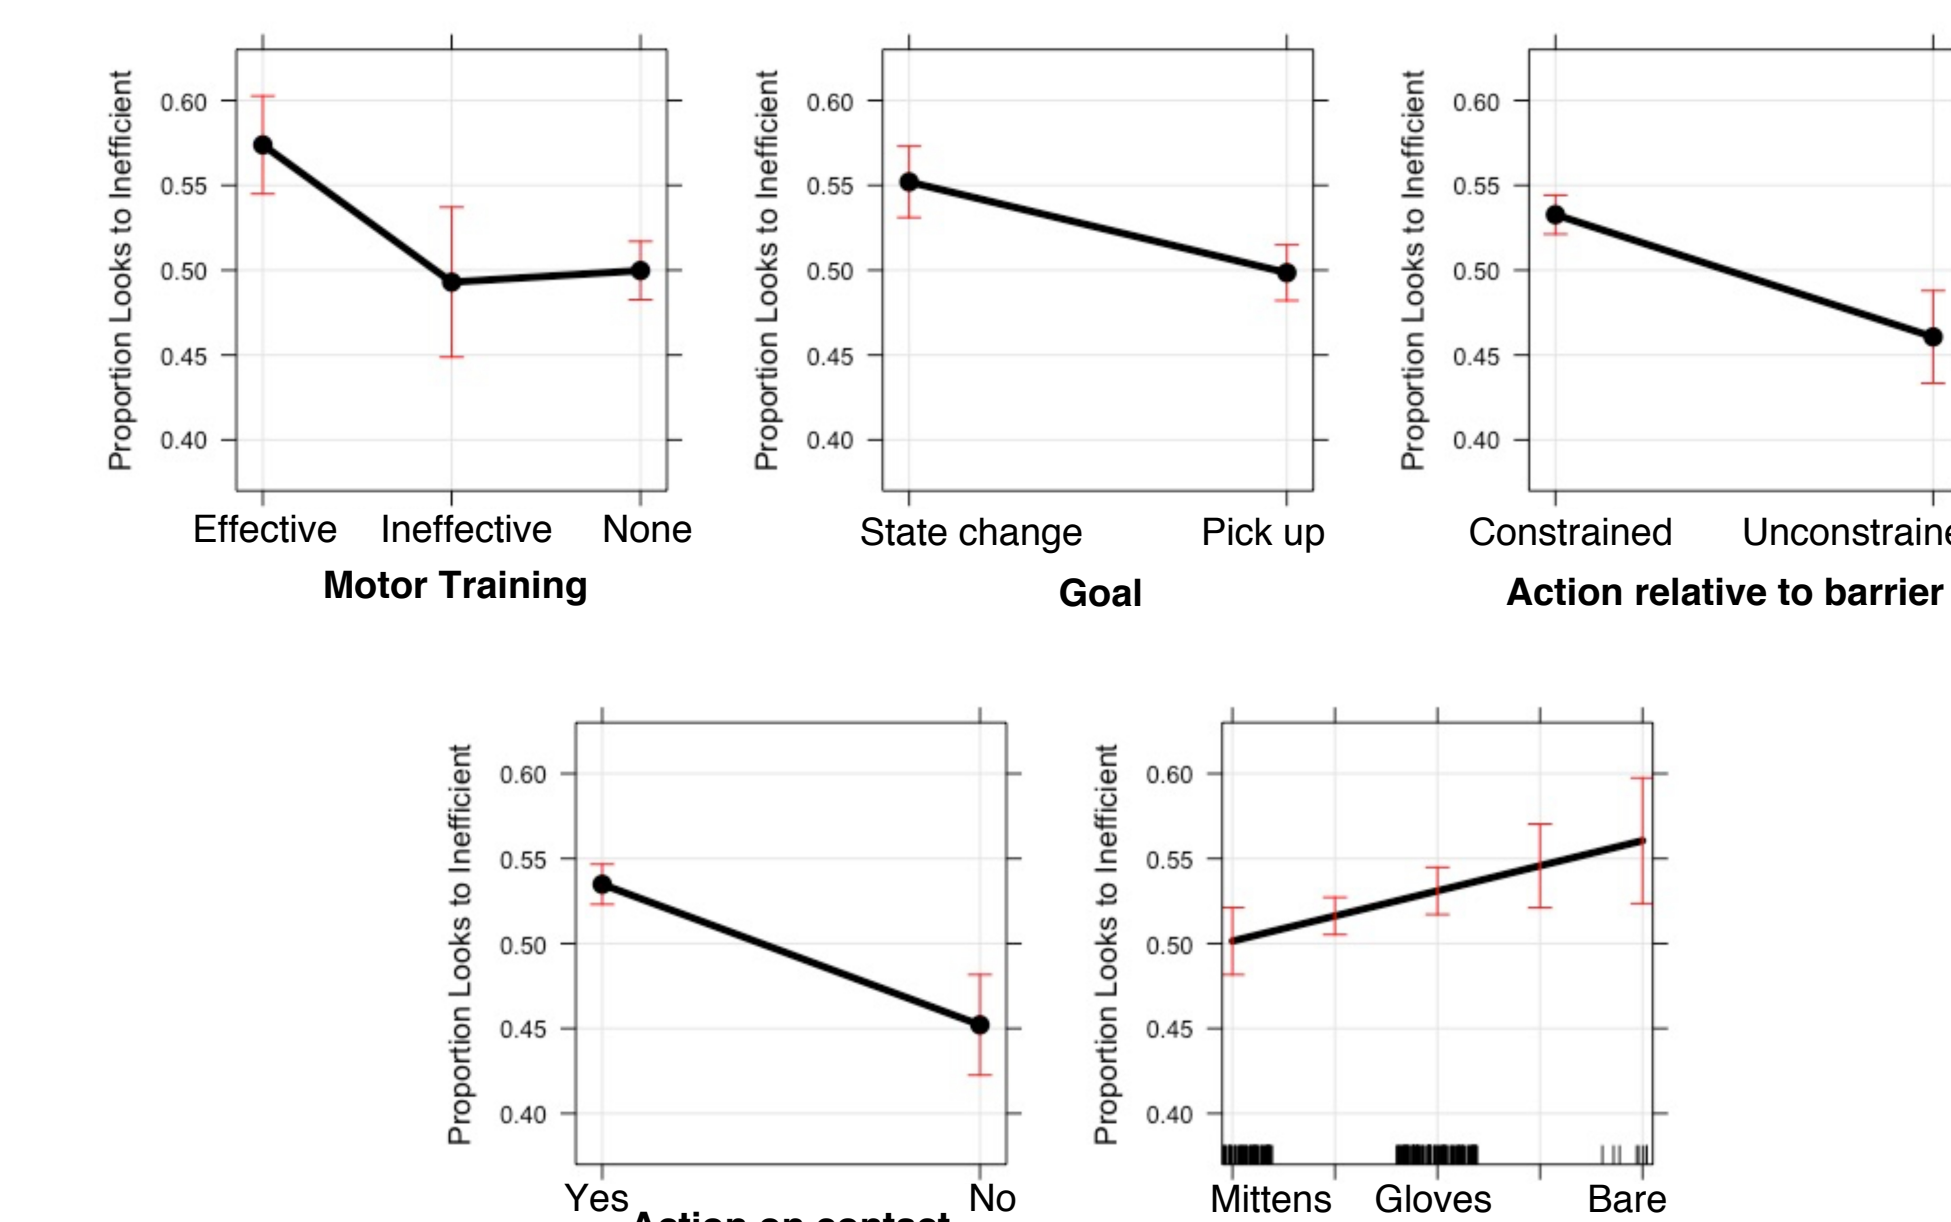 Proportion Looks to Inefficient
0.60
0.55
0.50
0.45
0.40
Effective Ineffective None
Motor Training
Proportion Looks to Inefficient
0.60
0.55
0.50
0.45
0.40
State change Pick up
Goal
Proportion Looks to Inefficient
0.60
0.55
0.50
0.45
0.40
Constrained Unconstraine
Action relative to barrier
Proportion Looks to Inefficient
0.60
0.55
0.50
0.45
0.40
Yes No
Action on contact
Proportion Looks to Inefficient
0.60
0.55
0.50
0.45
0.40
Mittens Gloves Bare